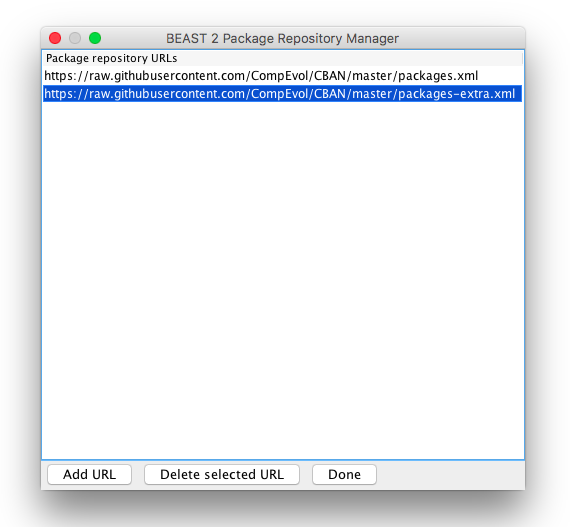 BEAST 2 Package Repository Manager
Package repository URLs
https://raw.githubusercontent.com/CompEvol/CBAN/master/packages.xml
https://raw.githubusercontent.com/CompEvol/CBAN/master/packages-extra.xml
Add URL Delete selected URL Done